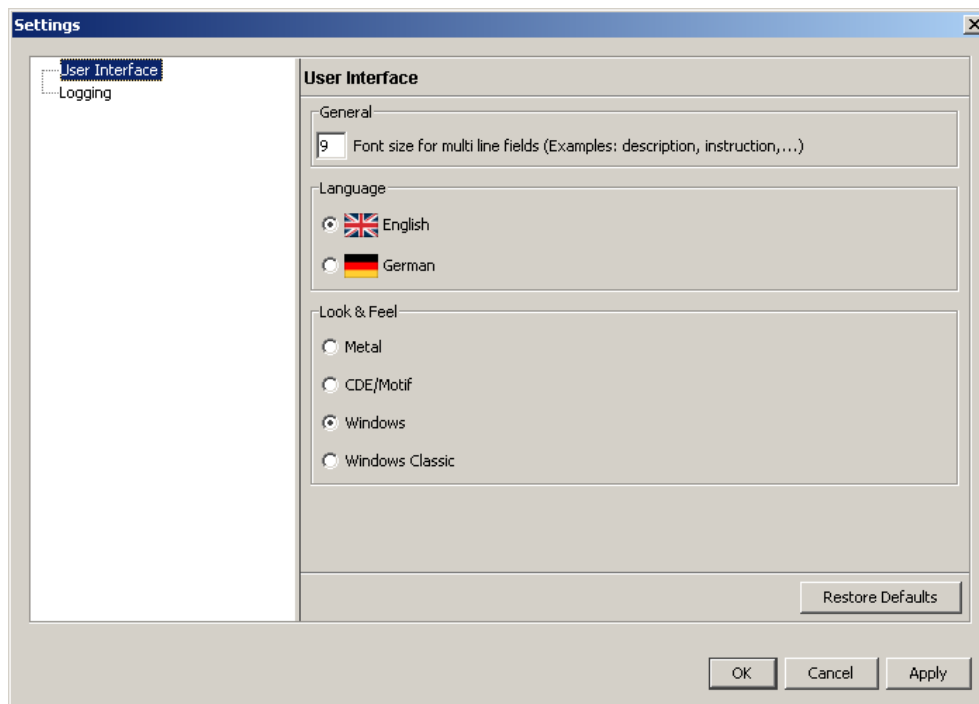 Settings
User Interface
Logging
User Interface
General
9 Font size for multi line fields (Examples: description, instruction,...)
Language
English
German
Look & Feel
Metal
CDE/Motif
Windows
Windows Classic
Restore Defaults
OK Cancel Apply